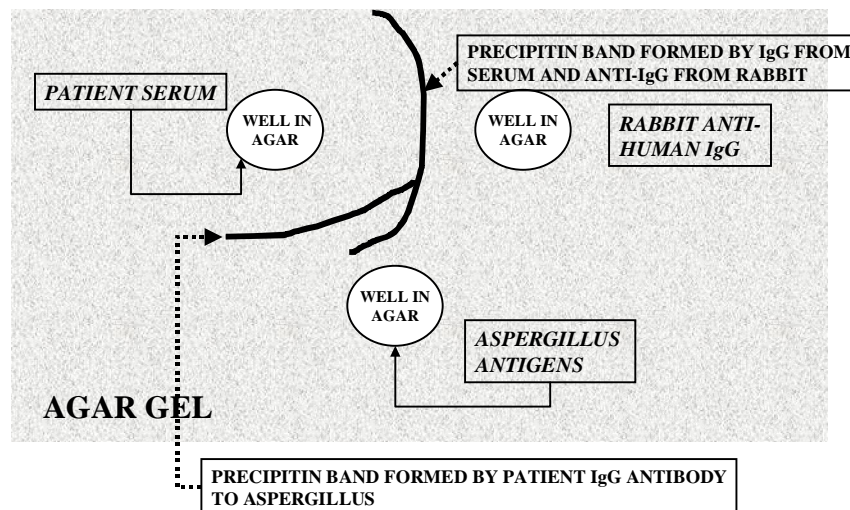 PRECIPITIN BAND FORMED BY IgG FROM
SERUM AND ANTI-IgG FROM RABBIT
PATIENT SERUM
WELL IN
AGAR
WELL IN
AGAR
RABBIT ANTI-
HUMAN IgG
WELL IN
AGAR
ASPERGILLUS
ANTIGENS
AGAR GEL
PRECIPITIN BAND FORMED BY PATIENT IgG ANTIBODY
TO ASPERGILLUS